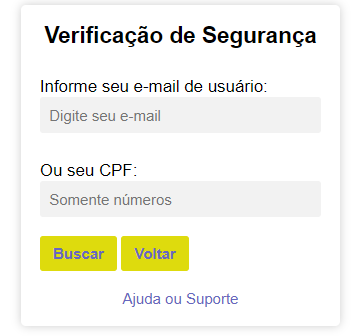 Verificação de Segurança
Informe seu e-mail de usuário:
Digite seu e-mail
Ou seu CPF:
Somente números
Buscar Voltar
Ajuda ou Suporte